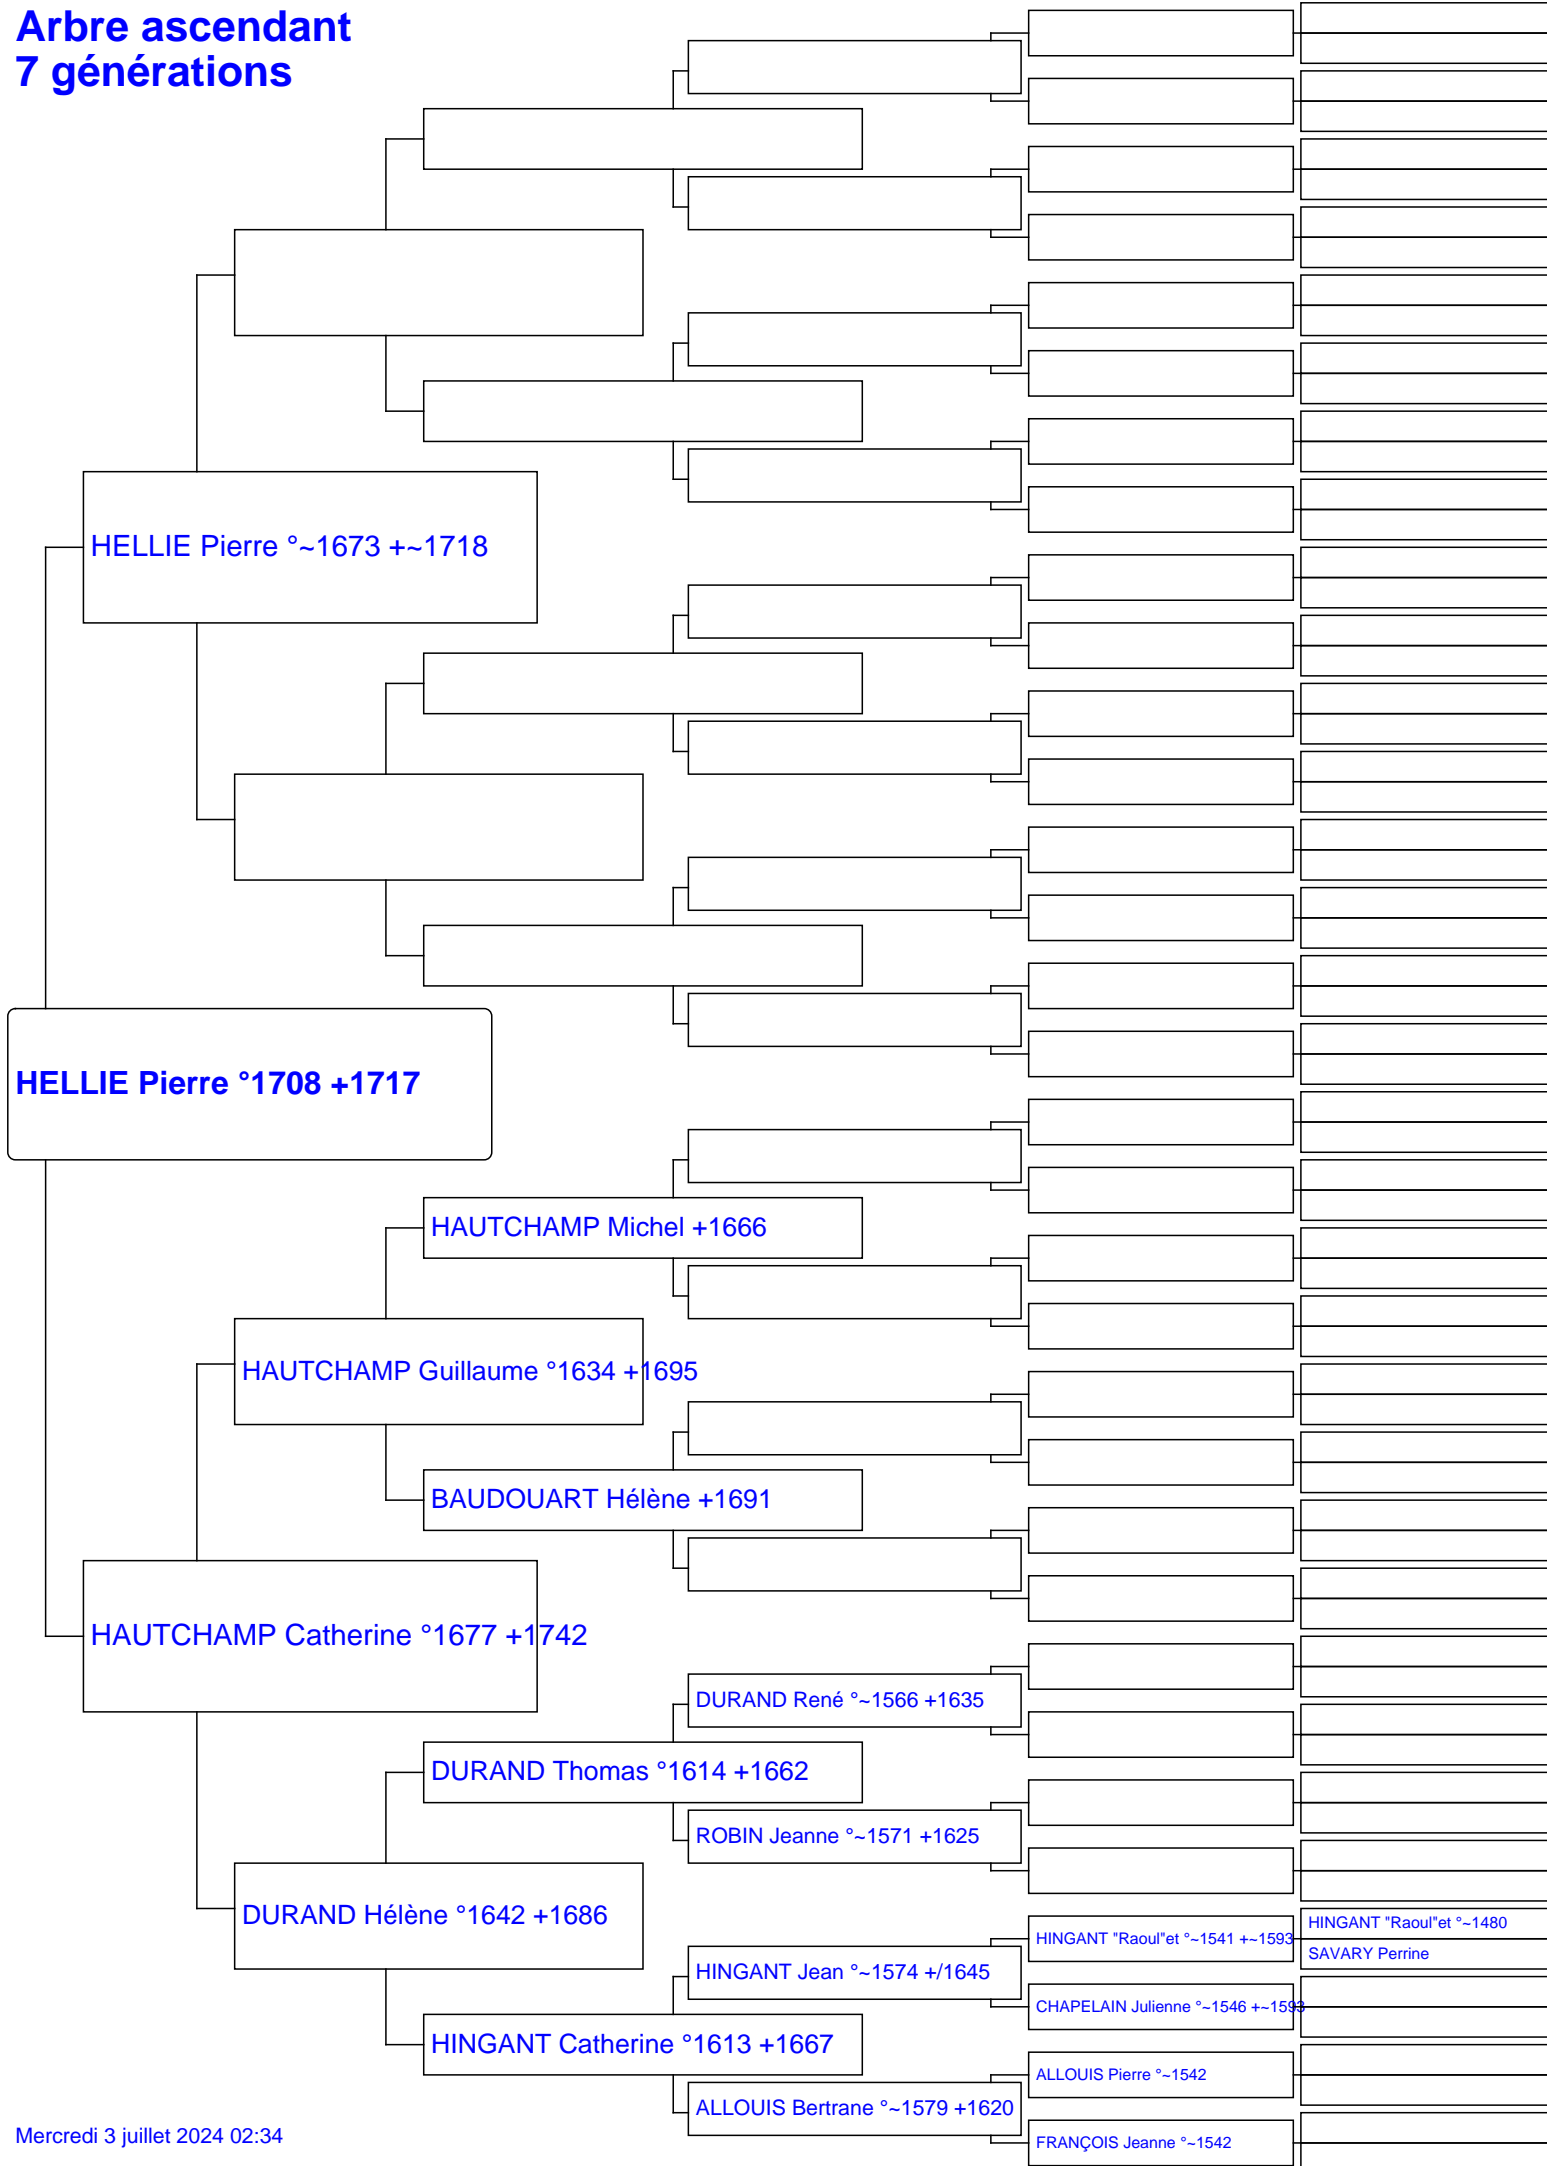 Arbre ascendant
7 générations
HELLIE Pierre °~1673 +~1718
HELLIE Pierre °1708 +1717
HAUTCHAMP Michel +1666
HAUTCHAMP Guillaume °1634 +1695
BAUDOUART Hélène +1691
HAUTCHAMP Catherine °1677 +1742
DURAND René °~1566 +1635
DURAND Thomas °1614 +1662
ROBIN Jeanne °~1571 +1625
DURAND Hélène °1642 +1686
HINGANT "Raoul"et °~1480
HINGANT "Raoul"et °~1541 +~1593
SAVARY Perrine
HINGANT Jean °~1574 +/1645
CHAPELAIN Julienne °~1546 +~1593
HINGANT Catherine °1613 +1667
ALLOUIS Pierre °~1542
ALLOUIS Bertrane °~1579 +1620
FRANÇOIS Jeanne °~1542
Mercredi 3 juillet 2024 02:34